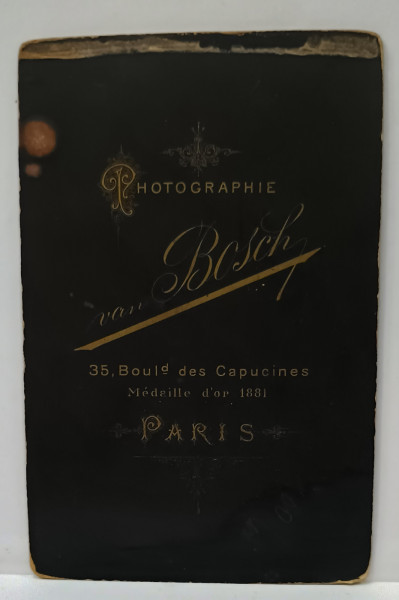 PHOTOGRAPHIE
van Bosch
35, Boul.d des Capucines
Médaille d'or 1881
PARIS